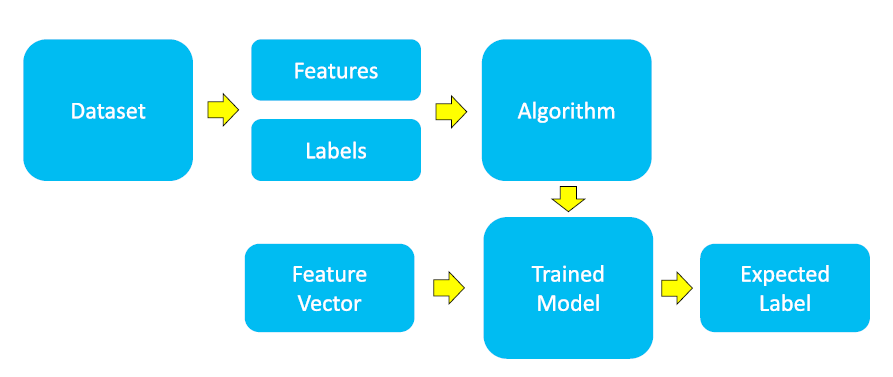 Dataset
Features
Labels
Algorithm
Feature
Vector
Trained
Model
Expected
Label